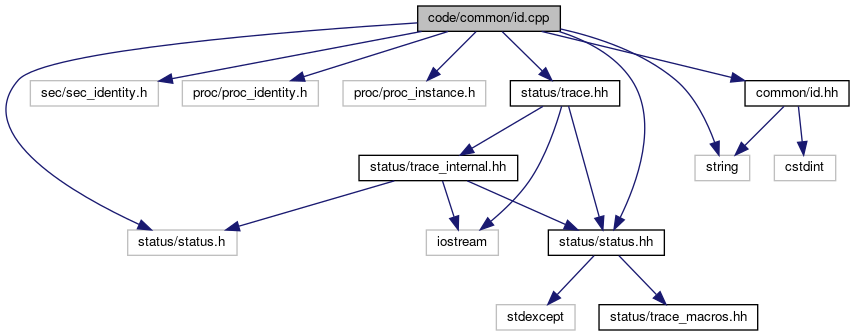 code/common/id.cpp
sec/sec_identity.h
proc/proc_identity.h
proc/proc_instance.h
status/trace.hh
common/id.hh
status/trace_internal.hh
string
cstdint
status/status.h
iostream
status/status.hh
stdexcept
status/trace_macros.hh